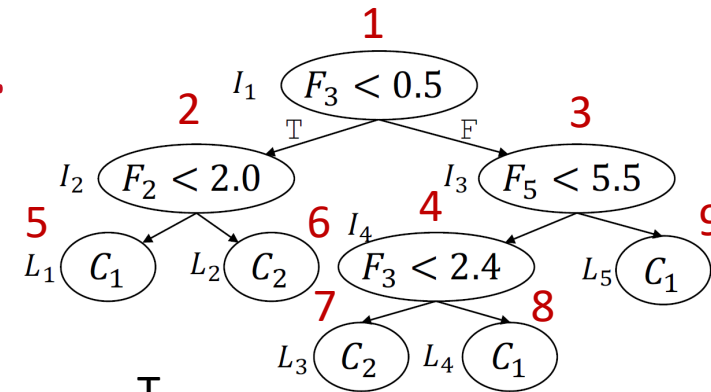 1
I₁ F₃ < 0.5
2 T F 3
I₂ F₂ < 2.0 I₃ F₅ < 5.5
5 6 4 9
I₄
L₁ C₁ L₂ C₂ F₃ < 2.4 L₅ C₁
7 8
L₃ C₂ L₄ C₁
T